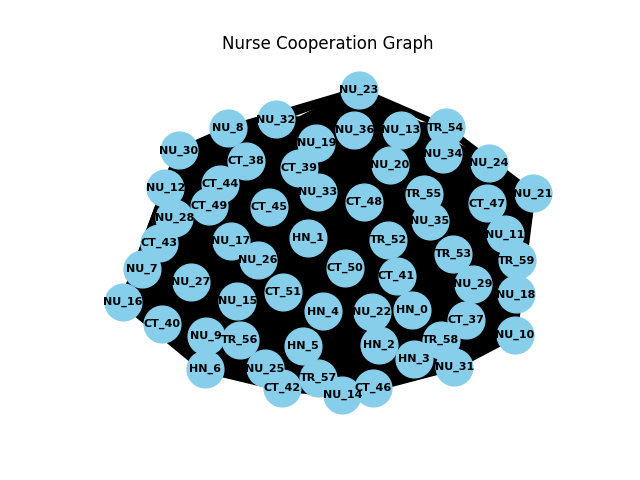 Nurse Cooperation Graph
NU_23
NU_32
NU_8
NU_36
NU_13
TR_54
NU_19
NU_30
CT_38
NU_34
NU_24
CT_39
NU_20
CT_44
NU_12
NU_33
TR_55
NU_21
CT_49
CT_45
CT_48
CT_47
NU_28
NU_35
NU_11
CT_43
NU_17
HN_1
TR_52
NU_26
TR_53
TR_59
NU_7
CT_50
CT_41
NU_27
NU_29
CT_51
NU_18
NU_16
NU_15
HN_4
NU_22
HN_0
CT_37
CT_40
NU_9
TR_56
NU_10
HN_5
HN_2
TR_58
HN_3
HN_6
NU_25
NU_31
TR_57
CT_42
CT_46
NU_14